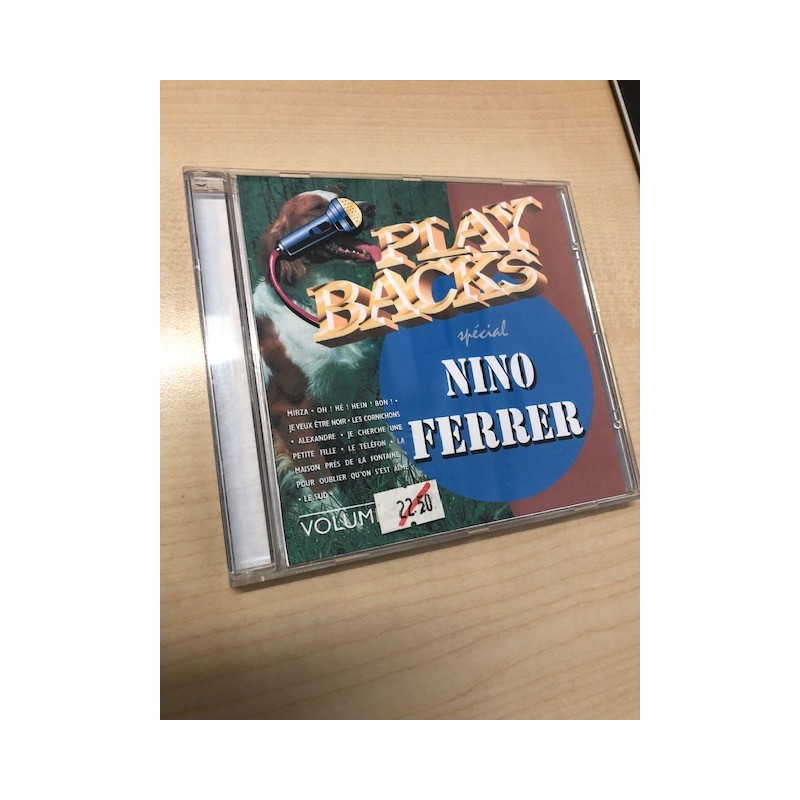 PLAY
BACKS
spécial
NINO
FERRER
MIRZA • OH ! HÉ ! HEIN ! BON ! •
JE VEUX ÊTRE NOIR • LES CORNICHONS
• ALEXANDRE • JE CHERCHE UNE
PETITE FILLE • LE TÉLÉFON • LA
MAISON PRÈS DE LA FONTAINE
POUR OUBLIER QU'ON S'EST AIMÉ
• LE SUD •
VOLUM
22.50